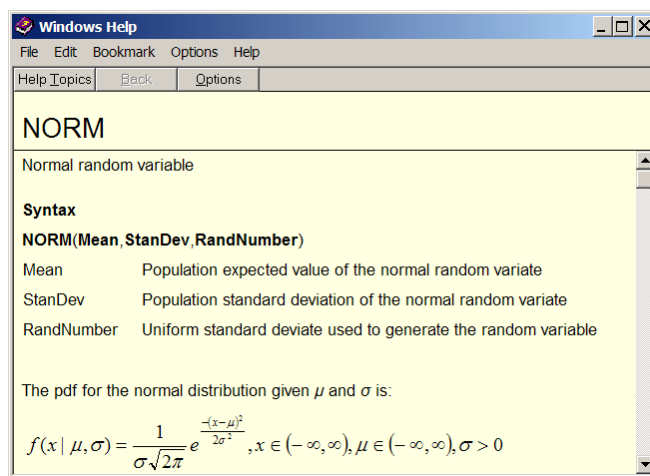 Windows Help
File Edit Bookmark Options Help
Help Topics Back Options
NORM
Normal random variable
Syntax
NORM(Mean,StanDev,RandNumber)
Mean Population expected value of the normal random variate
StanDev Population standard deviation of the normal random variate
RandNumber Uniform standard deviate used to generate the random variable
The pdf for the normal distribution given μ and σ is:
f(x | μ,σ) = 1/(σ√2π) e^(−(x−μ)²/2σ²), x ∈ (−∞,∞), μ ∈ (−∞,∞), σ > 0